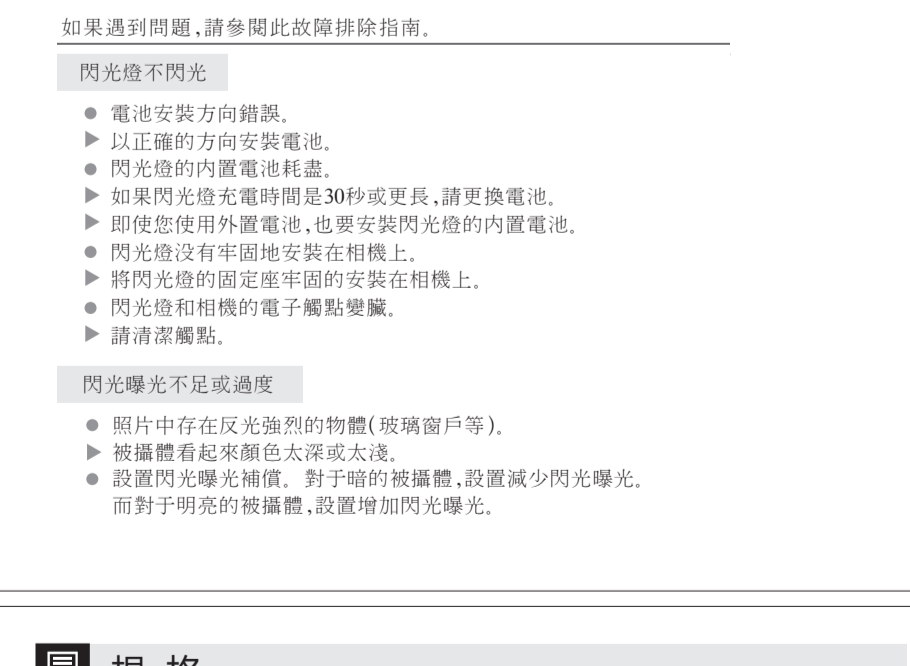 如果遇到問題,請參閱此故障排除指南。
閃光燈不閃光
● 電池安裝方向錯誤。
▶ 以正確的方向安裝電池。
● 閃光燈的内置電池耗盡。
▶ 如果閃光燈充電時間是30秒或更長,請更換電池。
▶ 即使您使用外置電池,也要安裝閃光燈的内置電池。
● 閃光燈没有牢固地安裝在相機上。
▶ 將閃光燈的固定座牢固的安裝在相機上。
● 閃光燈和相機的電子觸點變臟。
▶ 請清潔觸點。
閃光曝光不足或過度
● 照片中存在反光強烈的物體(玻璃窗戶等)。
▶ 被攝體看起來顏色太深或太淺。
● 設置閃光曝光補償。對于暗的被攝體,設置減少閃光曝光。
而對于明亮的被攝體,設置增加閃光曝光。
規 格